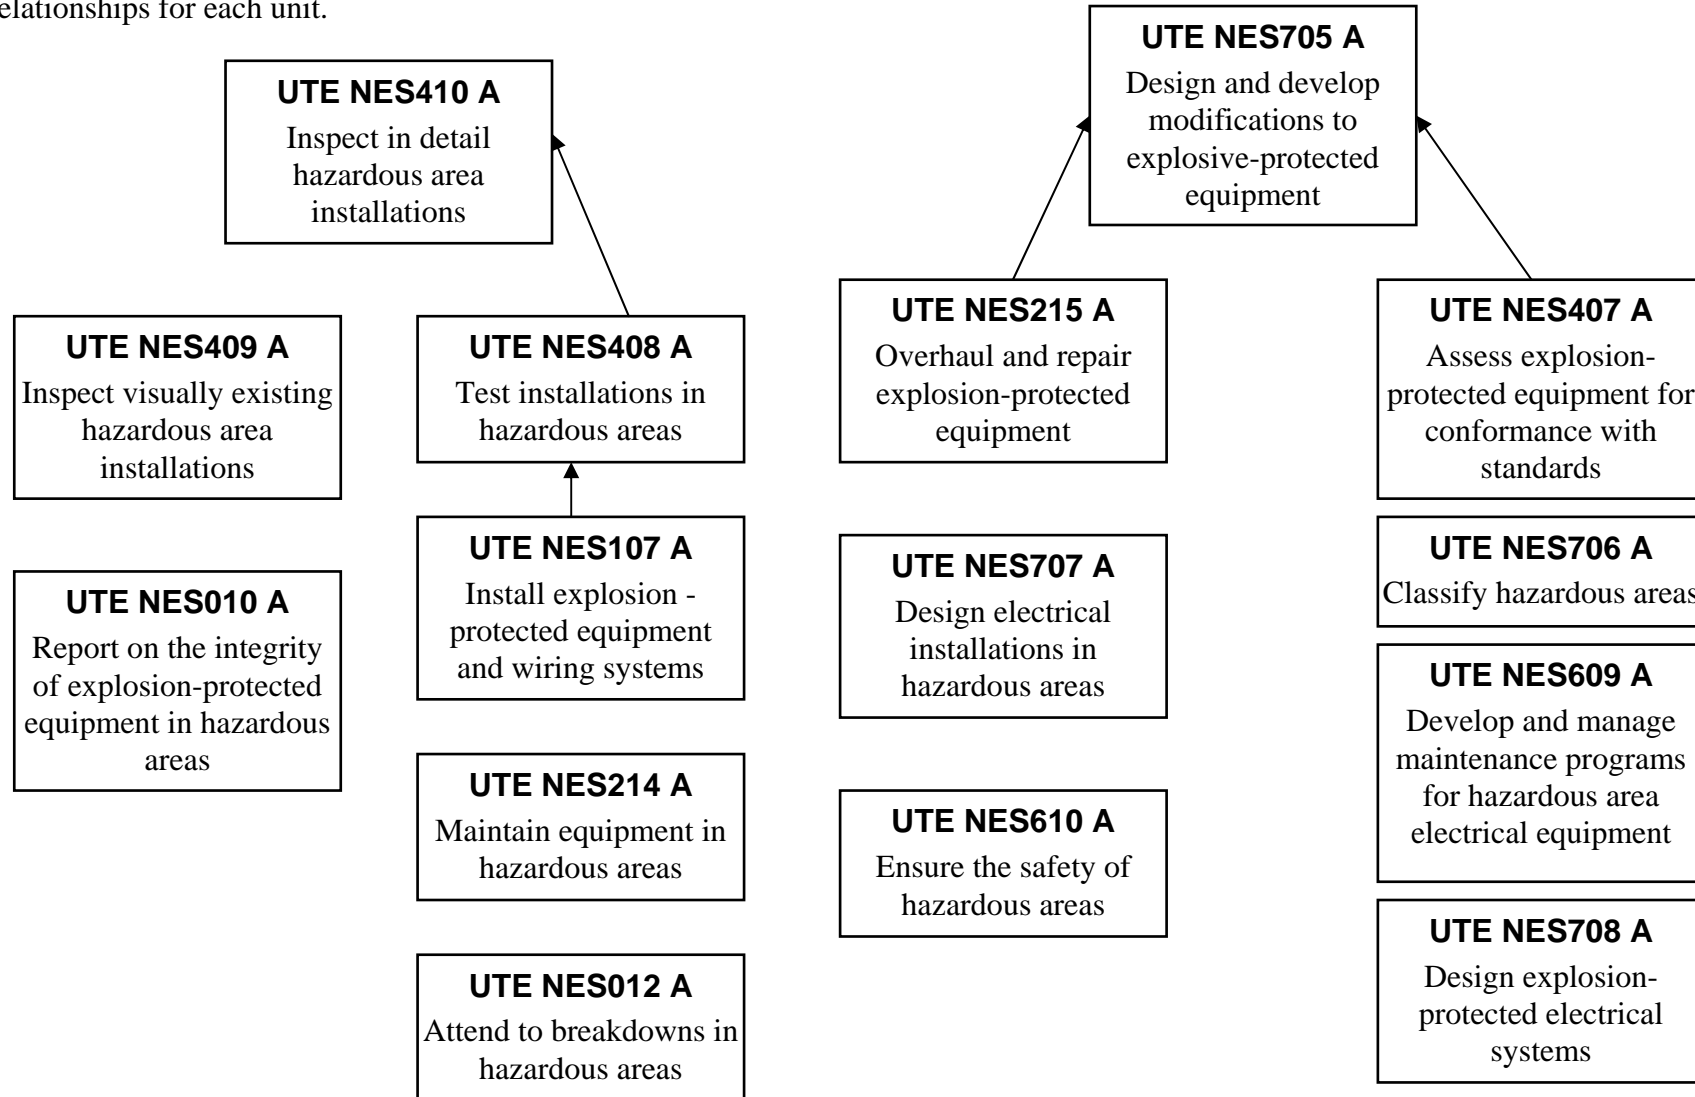 elationships for each unit.
UTE NES410 A
Inspect in detail
hazardous area
installations
UTE NES705 A
Design and develop
modifications to
explosive-protected
equipment
UTE NES409 A
Inspect visually existing
hazardous area
installations
UTE NES408 A
Test installations in
hazardous areas
UTE NES215 A
Overhaul and repair
explosion-protected
equipment
UTE NES407 A
Assess explosion-
protected equipment for
conformance with
standards
UTE NES010 A
Report on the integrity
of explosion-protected
equipment in hazardous
areas
UTE NES107 A
Install explosion -
protected equipment
and wiring systems
UTE NES707 A
Design electrical
installations in
hazardous areas
UTE NES706 A
Classify hazardous areas
UTE NES609 A
Develop and manage
maintenance programs
for hazardous area
electrical equipment
UTE NES214 A
Maintain equipment in
hazardous areas
UTE NES610 A
Ensure the safety of
hazardous areas
UTE NES708 A
Design explosion-
protected electrical
systems
UTE NES012 A
Attend to breakdowns in
hazardous areas